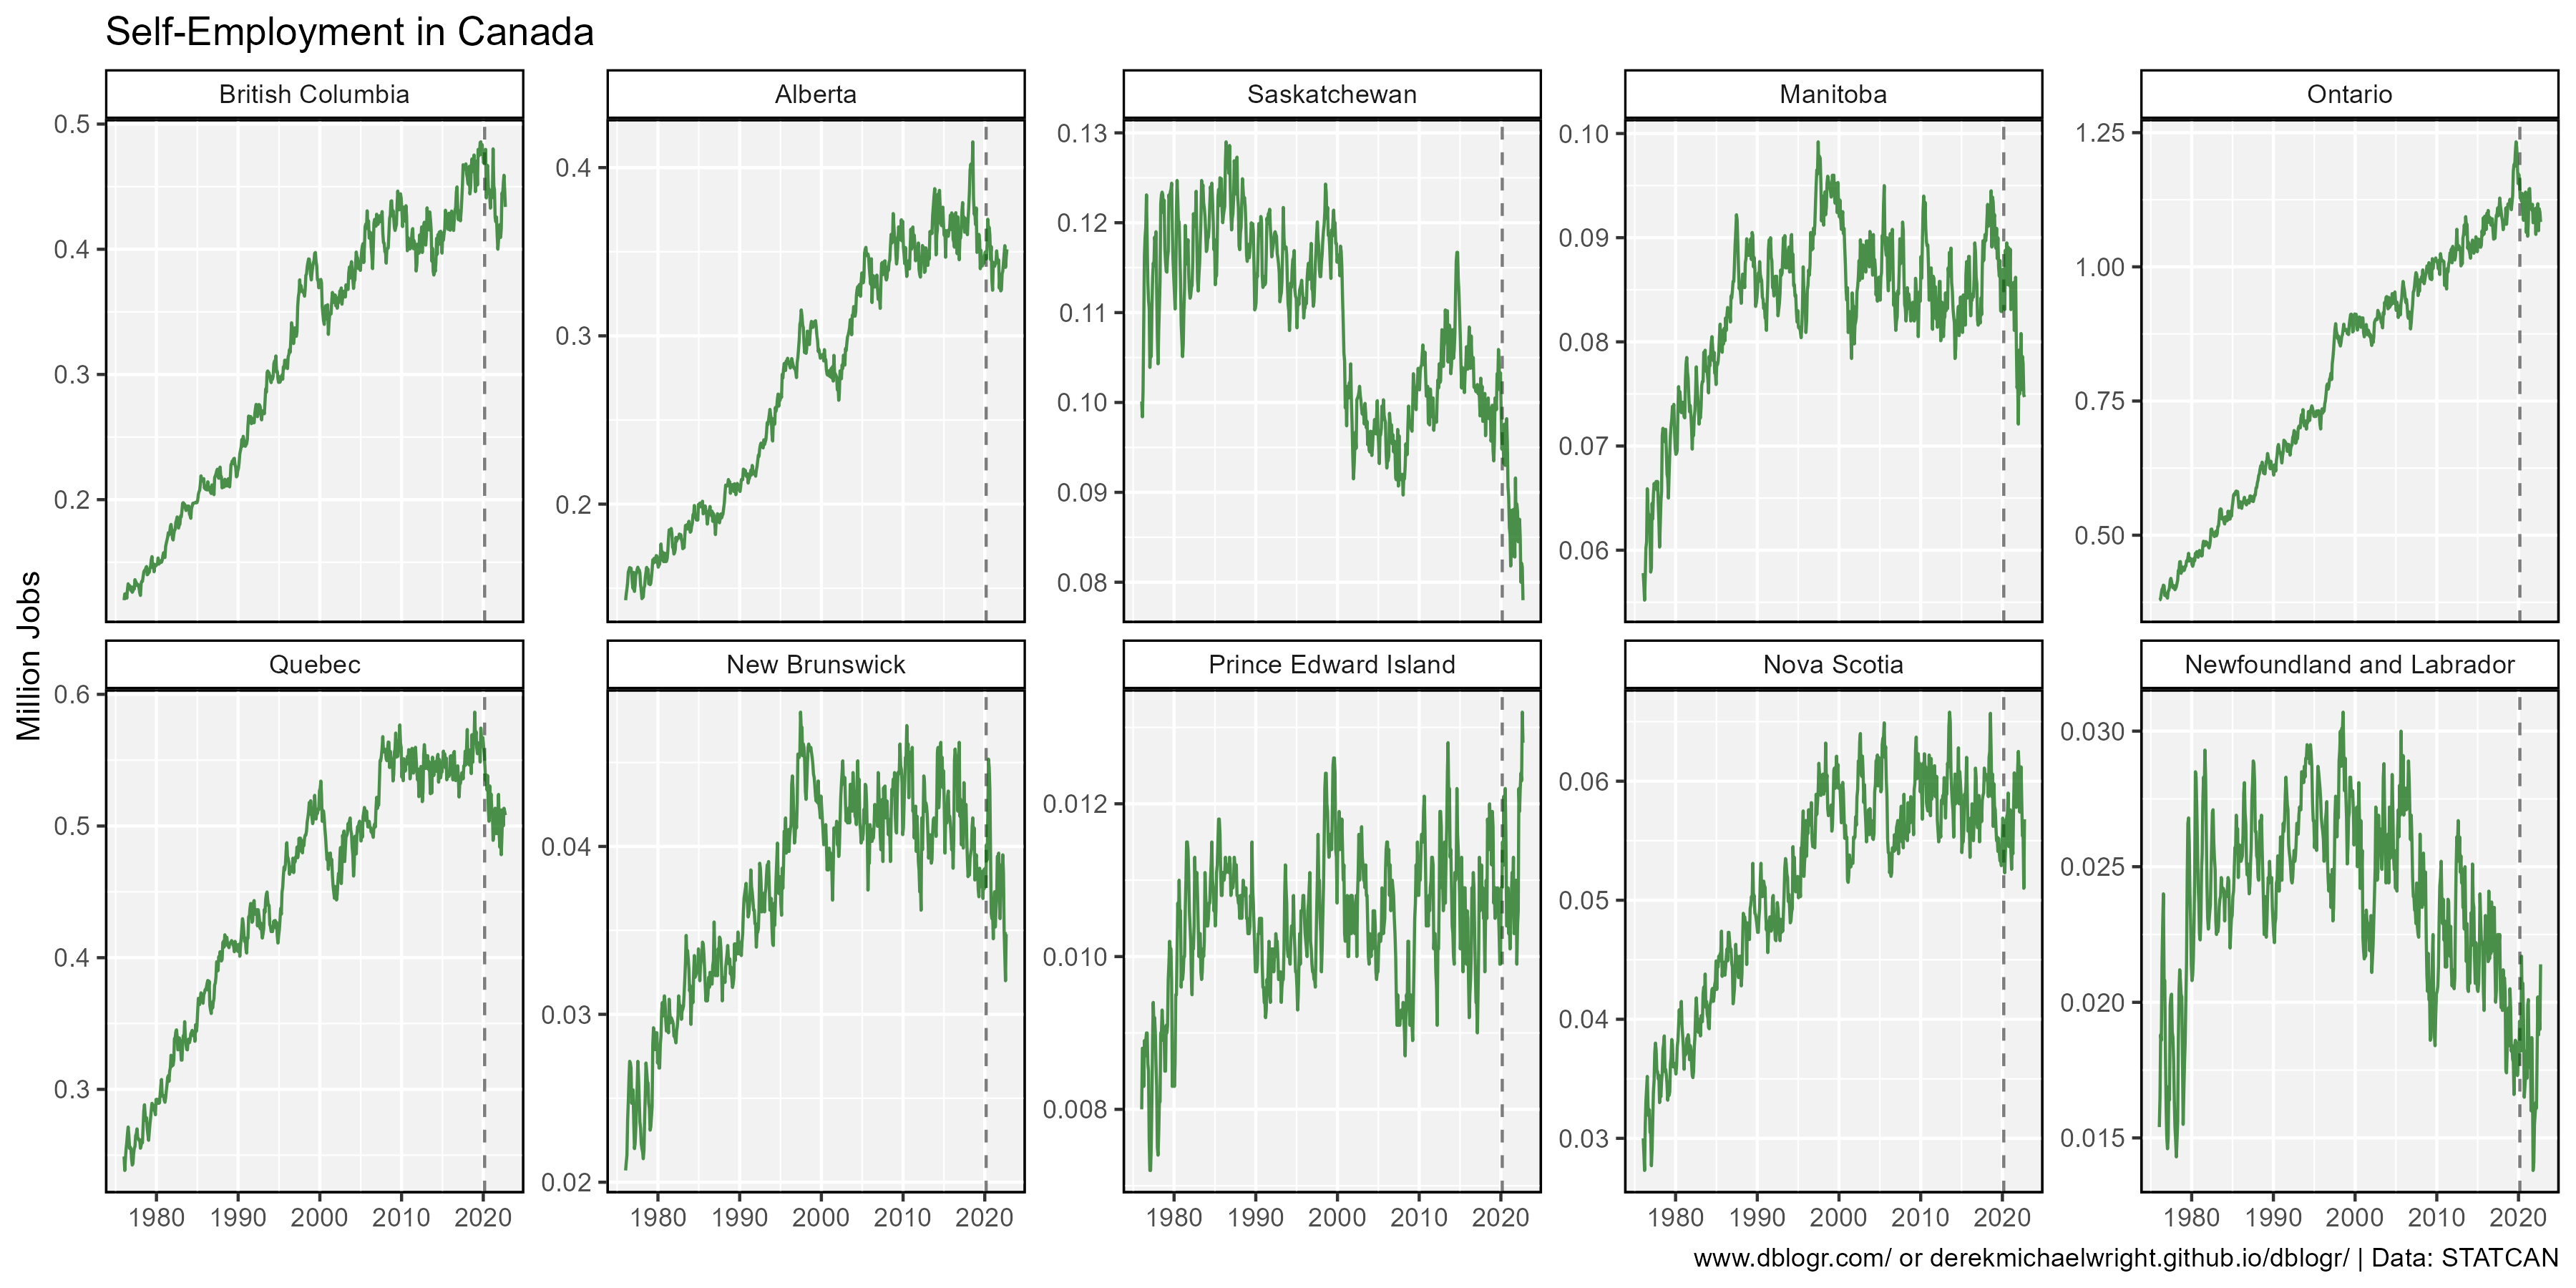 Self-Employment in Canada
British Columbia
Alberta
Saskatchewan
Manitoba
Ontario
0.5
0.4
0.3
0.2
0.4
0.3
0.2
0.13
0.12
0.11
0.10
0.09
0.08
0.10
0.09
0.08
0.07
0.06
1.25
1.00
0.75
0.50
Million Jobs
Quebec
New Brunswick
Prince Edward Island
Nova Scotia
Newfoundland and Labrador
0.6
0.5
0.4
0.3
0.04
0.03
0.02
0.012
0.010
0.008
0.06
0.05
0.04
0.03
0.030
0.025
0.020
0.015
1980 1990 2000 2010 2020
1980 1990 2000 2010 2020
1980 1990 2000 2010 2020
1980 1990 2000 2010 2020
1980 1990 2000 2010 2020
www.dblogr.com/ or derekmichaelwright.github.io/dblogr/ | Data: STATCAN